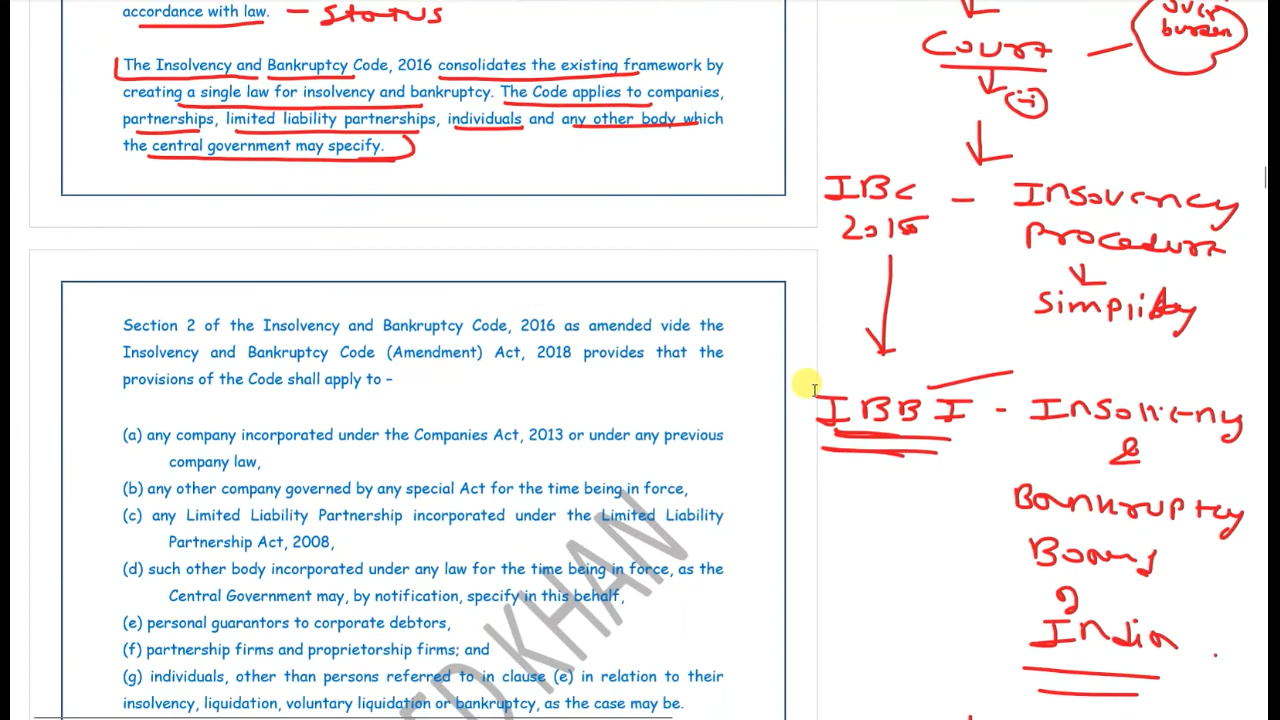 accordance with law. — status
The Insolvency and Bankruptcy Code, 2016 consolidates the existing framework by
creating a single law for insolvency and bankruptcy. The Code applies to companies,
partnerships, limited liability partnerships, individuals and any other body which
the central government may specify.
Section 2 of the Insolvency and Bankruptcy Code, 2016 as amended vide the
Insolvency and Bankruptcy Code (Amendment) Act, 2018 provides that the
provisions of the Code shall apply to –
(a) any company incorporated under the Companies Act, 2013 or under any previous
company law,
(b) any other company governed by any special Act for the time being in force,
(c) any Limited Liability Partnership incorporated under the Limited Liability
Partnership Act, 2008,
(d) such other body incorporated under any law for the time being in force, as the
Central Government may, by notification, specify in this behalf,
(e) personal guarantors to corporate debtors,
(f) partnership firms and proprietorship firms; and
(g) individuals, other than persons referred to in clause (e) in relation to their
insolvency, liquidation, voluntary liquidation or bankruptcy, as the case may be.
KHAN
over
burden
Court
IBC — Insolvency
Procedure
Simplify
IBBI - Insolvency
&
Bankruptcy
Board
India